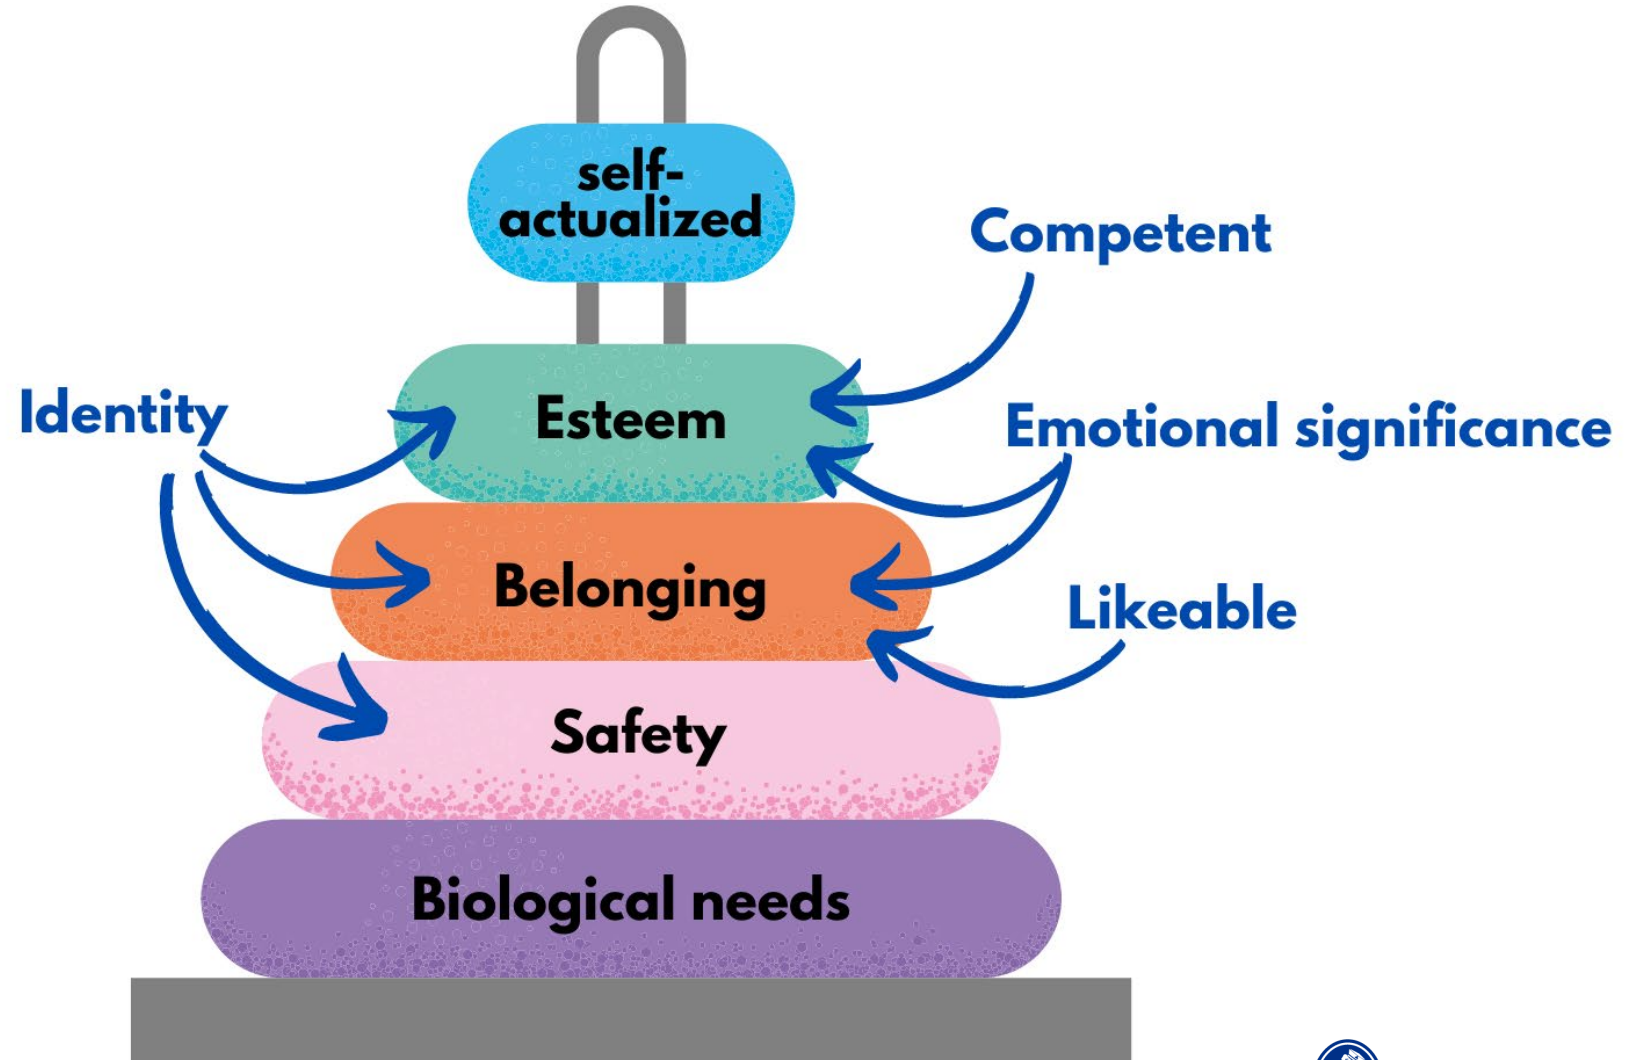 self-
actualized
Competent
Identity
Esteem
Emotional significance
Belonging
Likeable
Safety
Biological needs